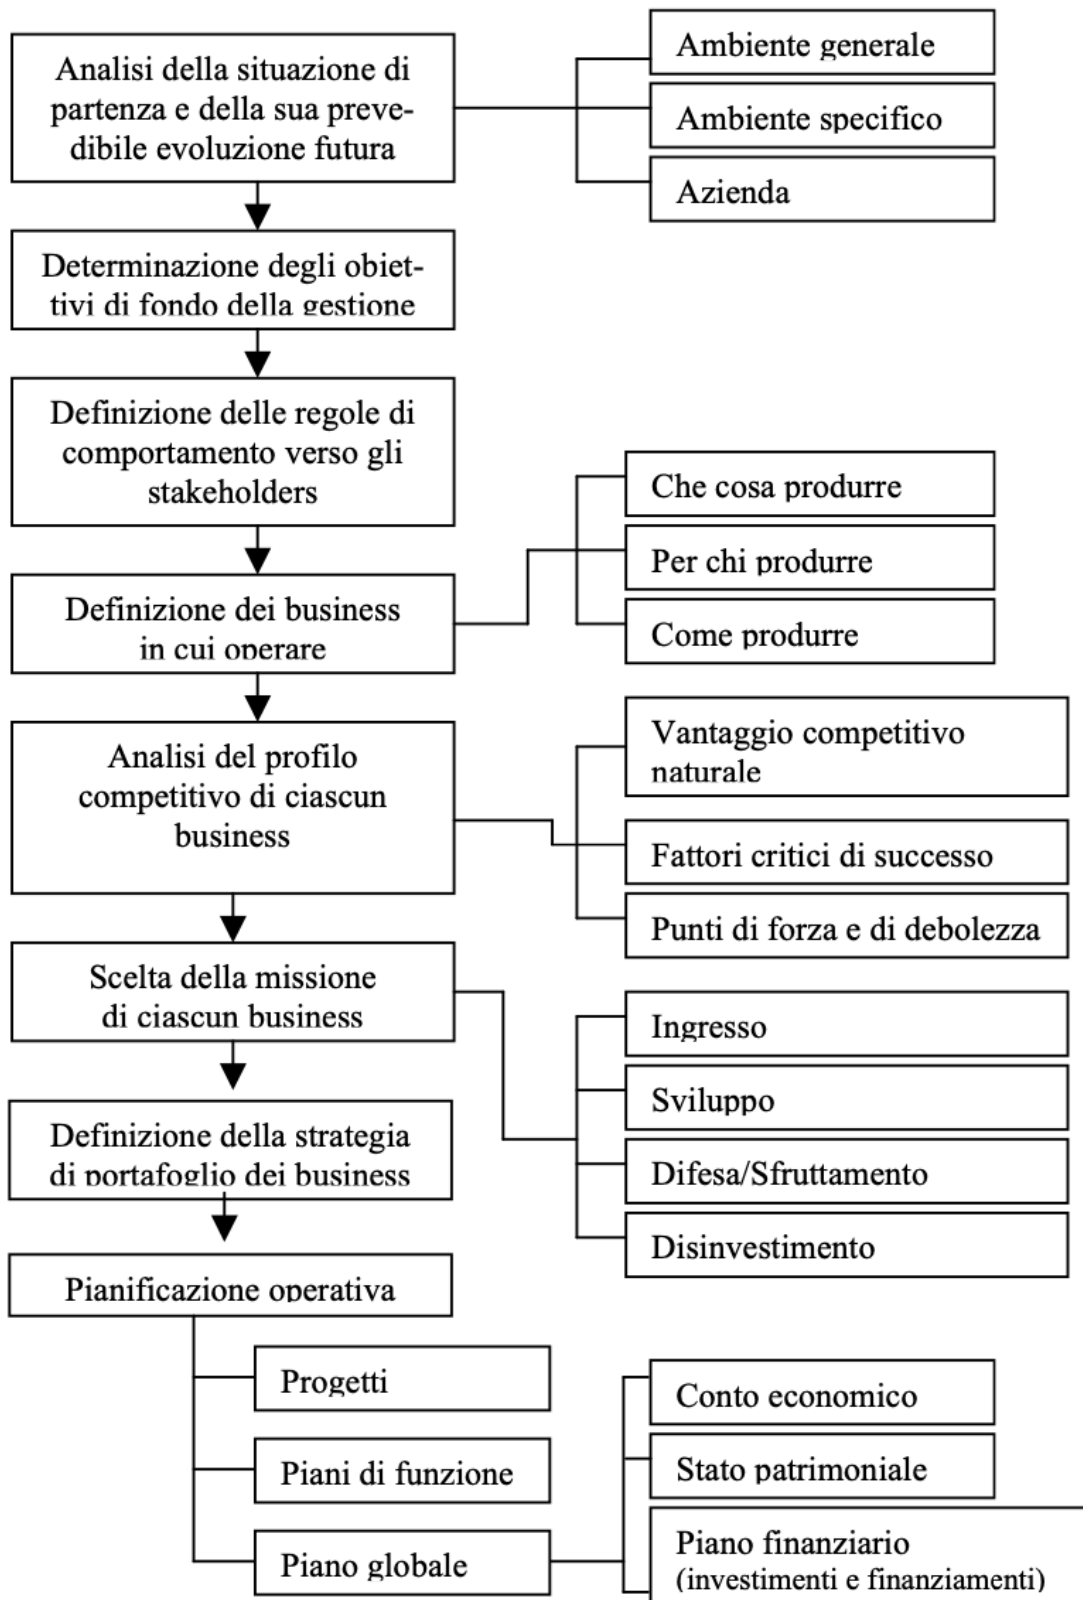 Analisi della situazione di
partenza e della sua preve-
dibile evoluzione futura
Ambiente generale
Ambiente specifico
Azienda
Determinazione degli obiet-
tivi di fondo della gestione
Definizione delle regole di
comportamento verso gli
stakeholders
Definizione dei business
in cui operare
Che cosa produrre
Per chi produrre
Come produrre
Analisi del profilo
competitivo di ciascun
business
Vantaggio competitivo
naturale
Fattori critici di successo
Punti di forza e di debolezza
Scelta della missione
di ciascun business
Ingresso
Sviluppo
Difesa/Sfruttamento
Disinvestimento
Definizione della strategia
di portafoglio dei business
Pianificazione operativa
Progetti
Piani di funzione
Piano globale
Conto economico
Stato patrimoniale
Piano finanziario
(investimenti e finanziamenti)